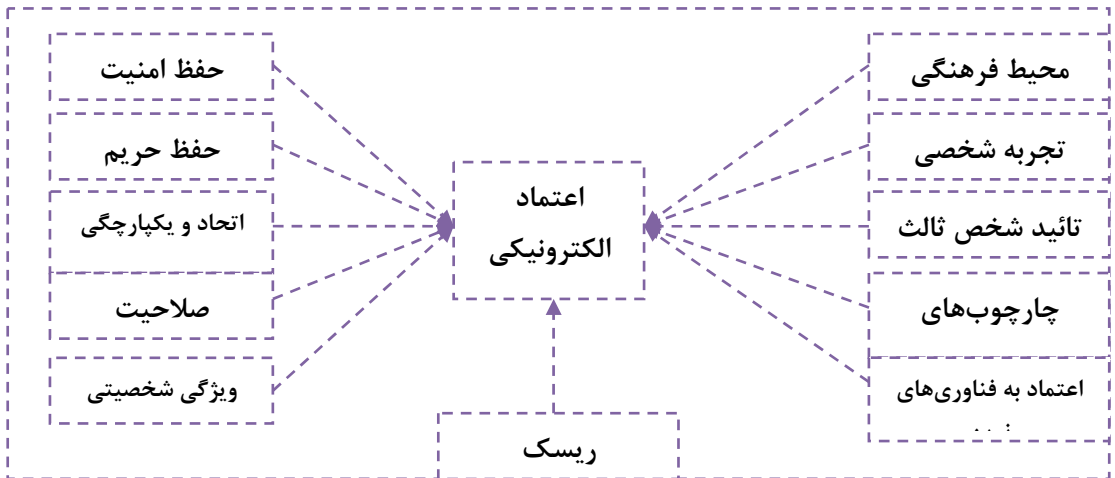 محیط فرهنگی
تجربه شخصی
تائید شخص ثالث
چارچوب‌های
اعتماد به فناوری‌های
اعتماد
الکترونیکی
ریسک
حفظ امنیت
حفظ حریم
اتحاد و یکپارچگی
صلاحیت
ویژگی شخصیتی